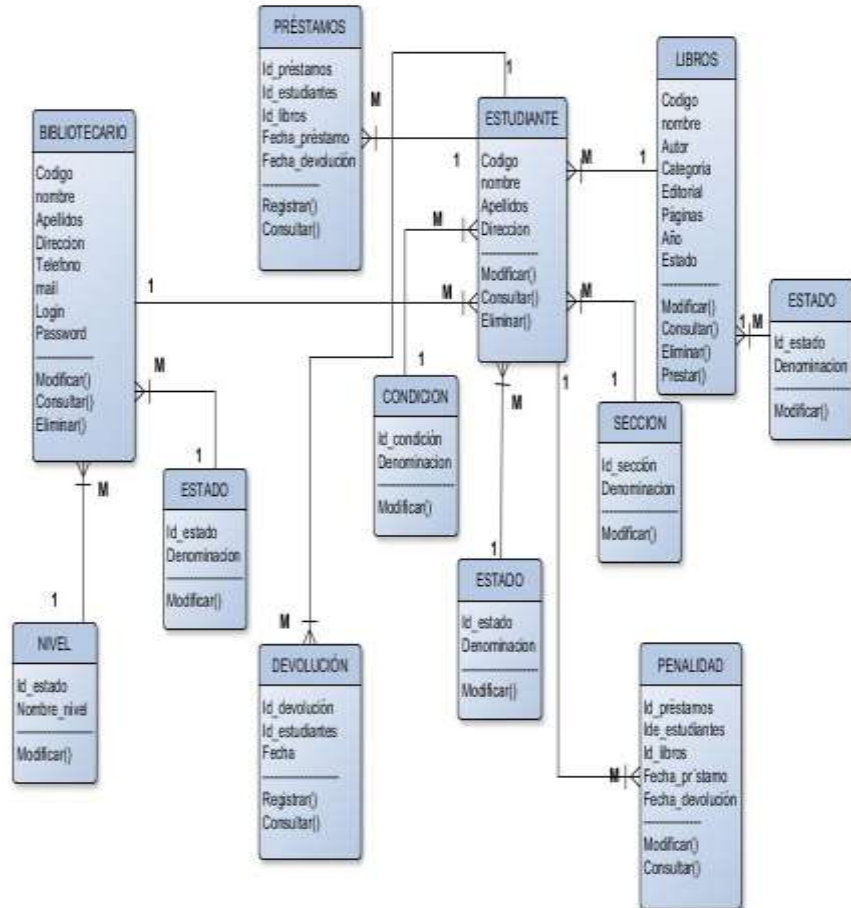 PRÉSTAMOS
Id_préstamos
Id_estudiantes
Id_libros
Fecha_préstamo
Fecha_devolución
Registrar()
Consultar()
M
1
1
ESTUDIANTE
Codigo
nombre
Apellidos
Direccion
Modificar()
Consultar()
Eliminar()
M
1
LIBROS
Codigo
nombre
Autor
Categoria
Editorial
Paginas
Año
Estado
Modificar()
Consultar()
Eliminar()
Prestar()
1
M
ESTADO
Id_estado
Denominacion
Modificar()
BIBLIOTECARIO
Codigo
nombre
Apellidos
Direccion
Telefono
mail
Login
Password
Modificar()
Consultar()
Eliminar()
1
M
M
1
M
1
M
1
M
1
M
1
CONDICION
Id_condición
Denominacion
Modificar()
SECCION
Id_sección
Denominacion
Modificar()
ESTADO
Id_estado
Denominacion
Modificar()
ESTADO
Id_estado
Denominacion
Modificar()
NIVEL
Id_estado
Nombre_nivel
Modificar()
M
DEVOLUCIÓN
Id_devolución
Id_estudiantes
Fecha
Registrar()
Consultar()
1
M
PENALIDAD
Id_préstamos
Ide_estudiantes
Id_libros
Fecha_pr´stamo
Fecha_devolución
Modificar()
Consultar()